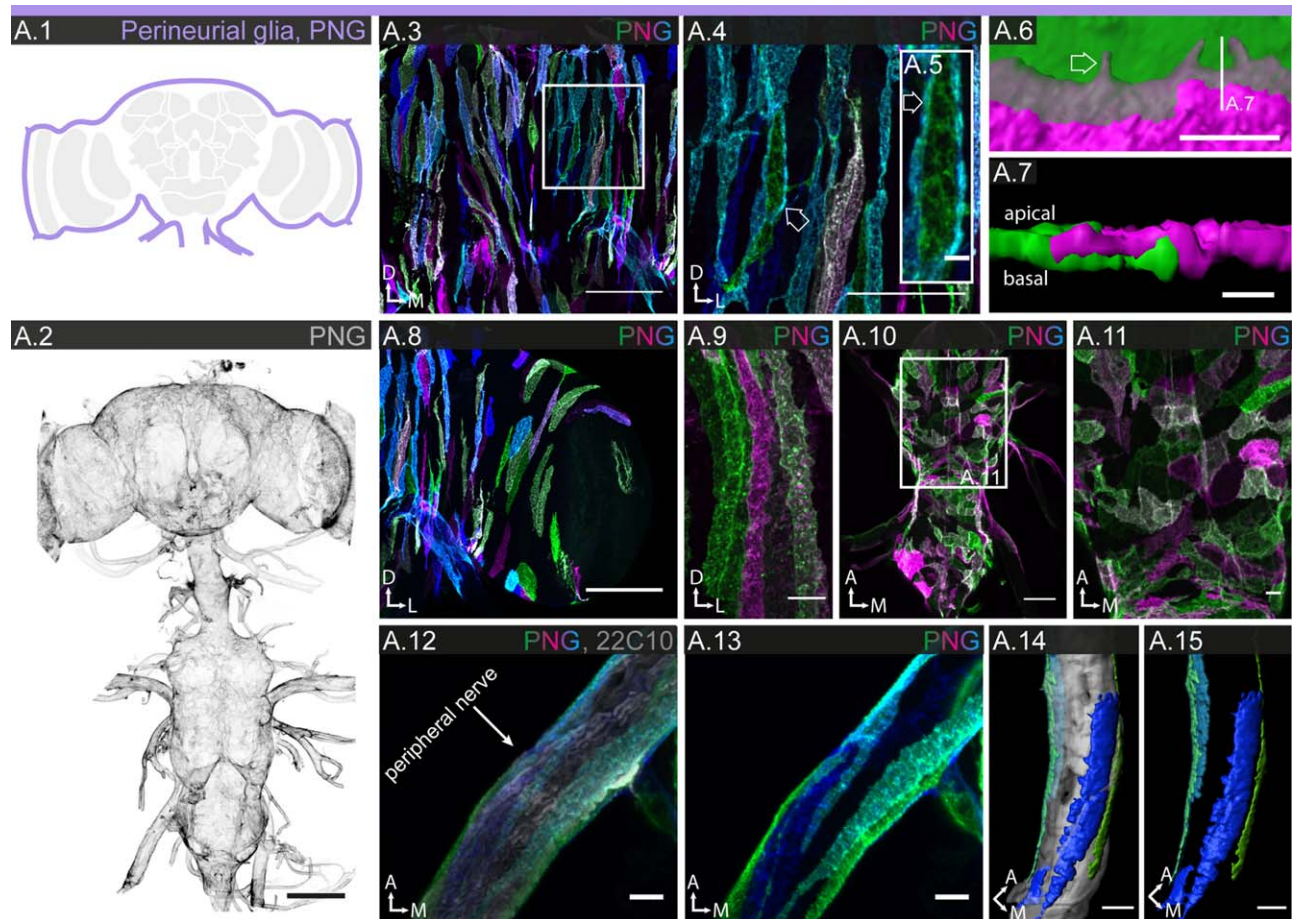 A.1 Perineurial glia, PNG
A.3 PNG
A.4 PNG
A.5
A.6
A.7
A.7
apical
basal
D
M
D
L
A.2 PNG
A.8 PNG
A.9 PNG
A.10 PNG
A.11 PNG
A.11
D
L
D
L
A
M
A
M
A.12 PNG, 22C10
A.13 PNG
A.14
A.15
peripheral nerve
A
M
A
M
A
M
A
M